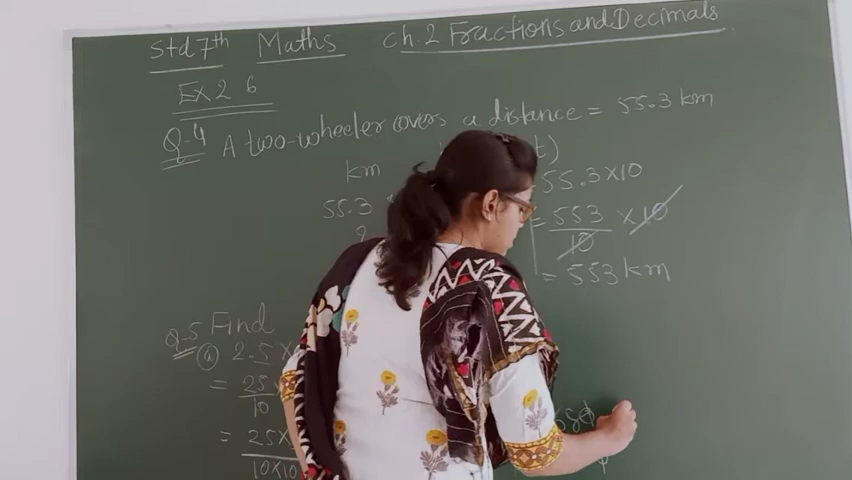 Std 7th Maths Ch.2 Fractions and Decimals
Ex 2 6
Q-4 A two-wheeler covers a distance = 55.3 km
km t)
55.3 55.3 × 10
? = 553/10 × 10
= 553 km
Q-5 Find
(a) 2.5 ×
= 25/10
= 25 ×/10×10